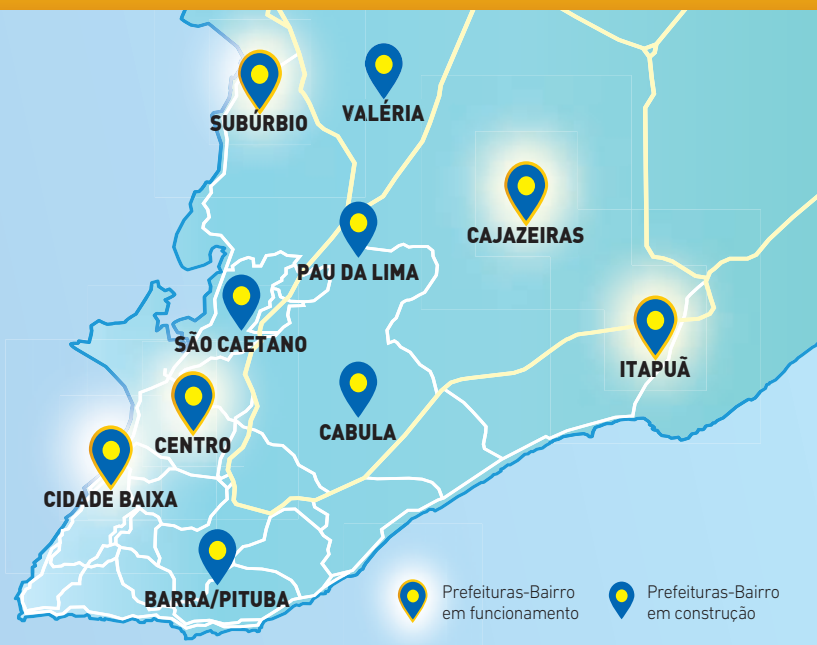 VALÉRIA
SUBÚRBIO
CAJAZEIRAS
PAU DA LIMA
SÃO CAETANO
ITAPUÃ
CABULA
CENTRO
CIDADE BAIXA
BARRA/PITUBA
Prefeituras-Bairro
em funcionamento
Prefeituras-Bairro
em construção